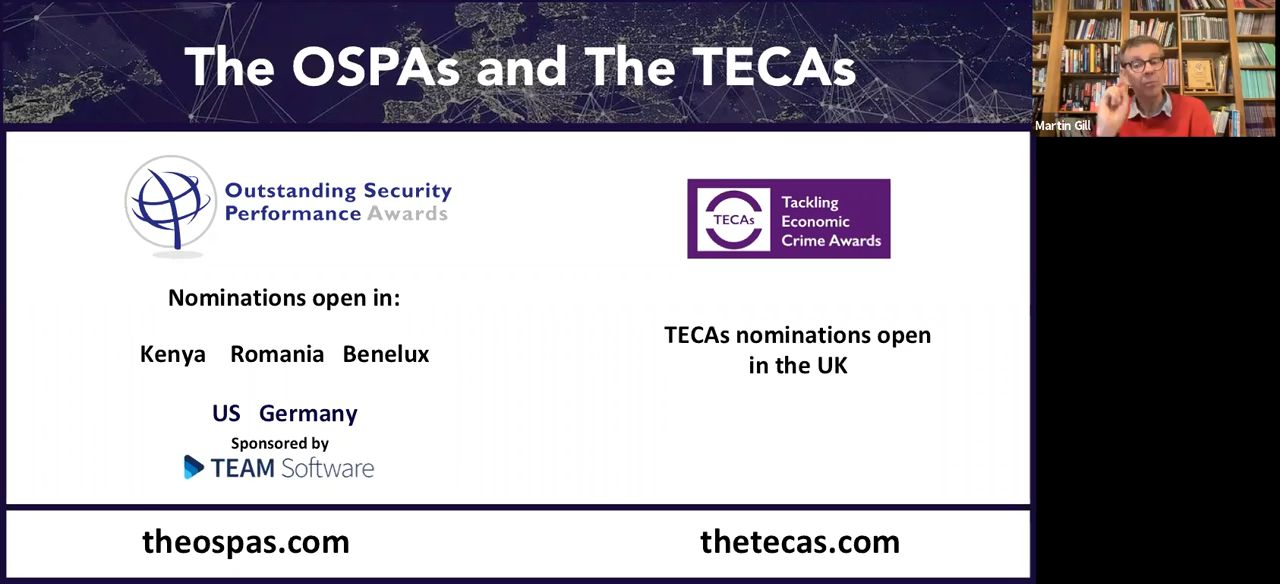 The OSPAs and The TECAs
Martin Gill
Outstanding Security
Performance Awards
Nominations open in:
Kenya Romania Benelux
US Germany
Sponsored by
TEAM Software
TECAs
Tackling
Economic
Crime Awards
TECAs nominations open
in the UK
theospas.com
thetecas.com